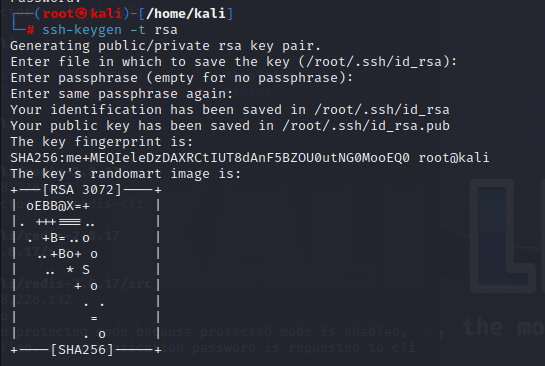 Password:
┌──(root㉿kali)-[/home/kali]
└─# ssh-keygen -t rsa
Generating public/private rsa key pair.
Enter file in which to save the key (/root/.ssh/id_rsa):
Enter passphrase (empty for no passphrase):
Enter same passphrase again:
Your identification has been saved in /root/.ssh/id_rsa
Your public key has been saved in /root/.ssh/id_rsa.pub
The key fingerprint is:
SHA256:me+MEQIeleDzDAXRCtIUT8dAnF5BZOU0utNG0MooEQ0 root@kali
The key's randomart image is:
+---[RSA 3072]----+
| oEBB@X=+        |
|. +++===..       |
| . +B=..o        |
|  ..+Bo+ o       |
|   .. * S        |
|       + o       |
|        . .      |
|         =       |
|        . o      |
+----[SHA256]-----+